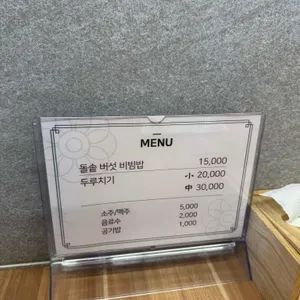 MENU
돌솥 버섯 비빔밥 15,000
두루치기 小 20,000
中 30,000
소주/맥주 5,000
음료수 2,000
공기밥 1,000